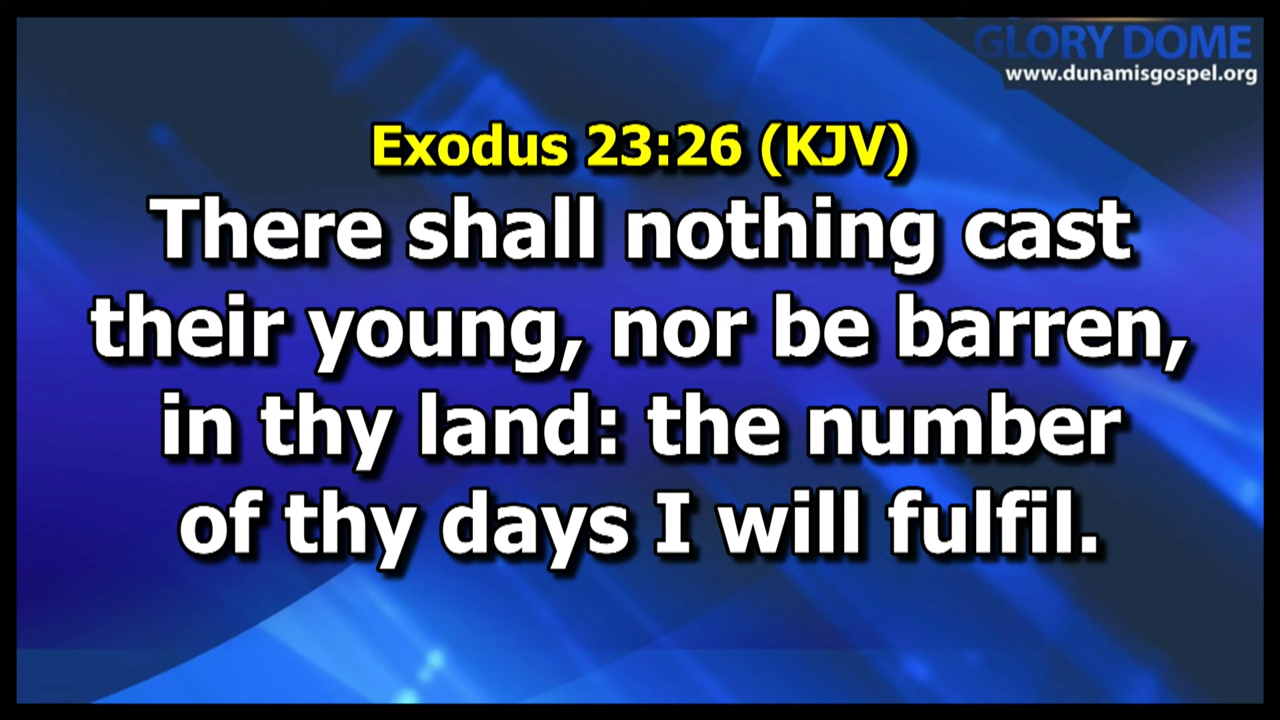 GLORY DOME
www.dunamisgospel.org
Exodus 23:26 (KJV)
There shall nothing cast
their young, nor be barren,
in thy land: the number
of thy days I will fulfil.